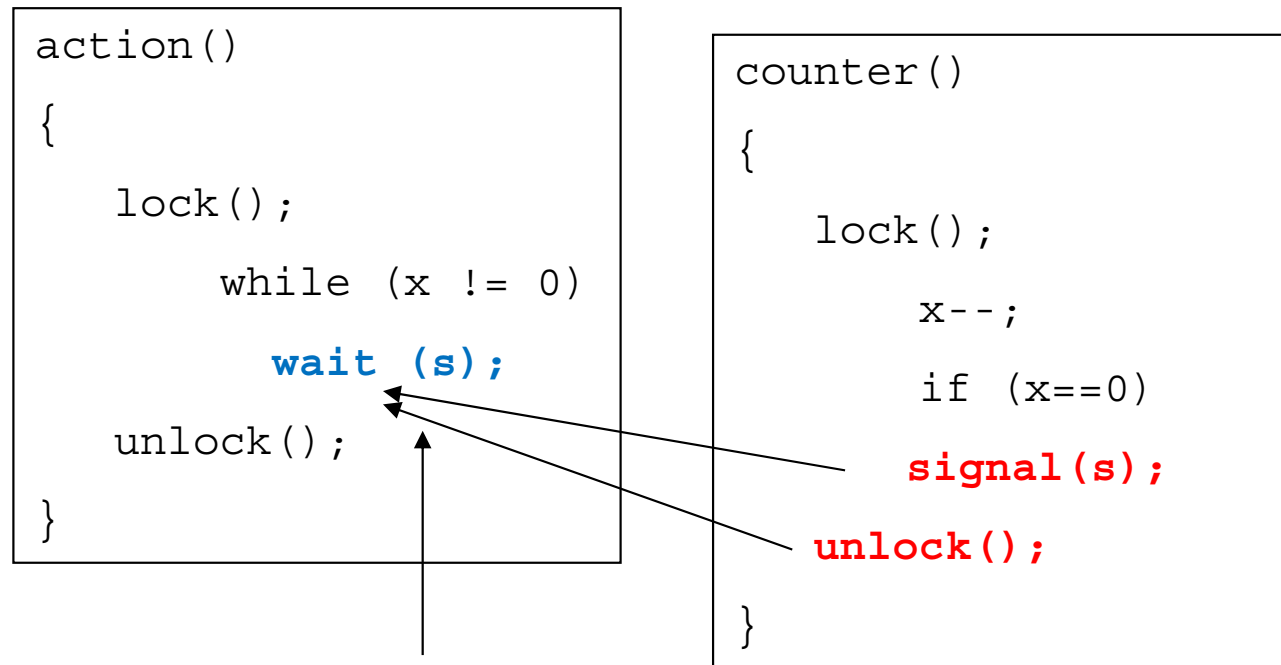 action()
{
lock();
while (x != 0)
wait (s);
unlock();
}
counter()
{
lock();
x--;
if (x==0)
signal(s);
unlock();
}